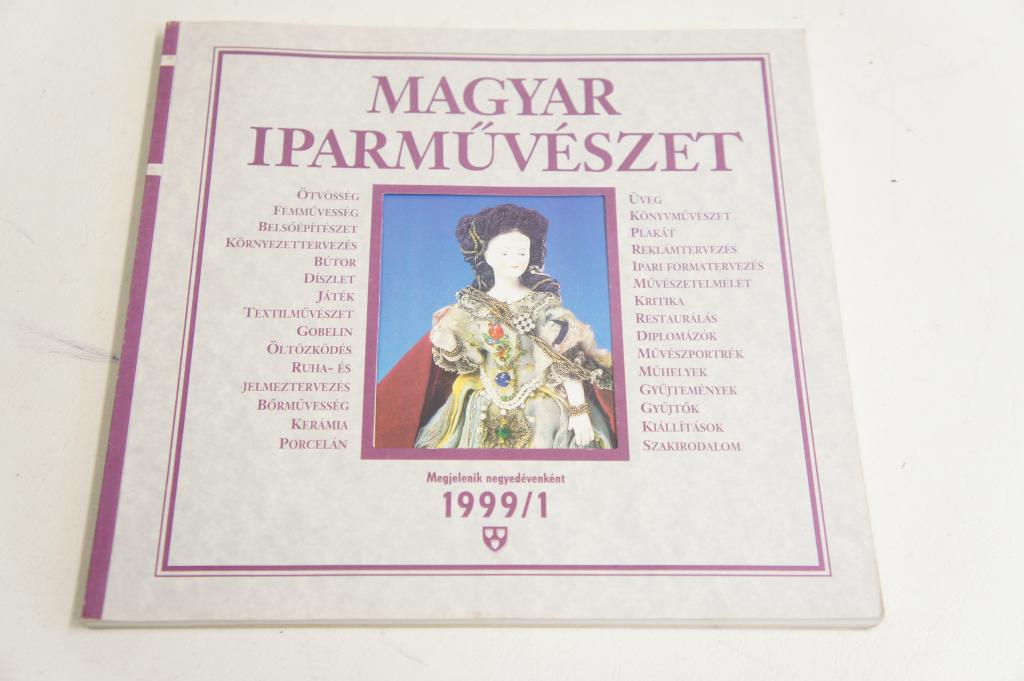 MAGYAR
IPARMŰVÉSZET
ÖTVÖSSÉG
FÉMMŰVESSÉG
BELSŐÉPÍTÉSZET
KÖRNYEZETTERVEZÉS
BÚTOR
DÍSZLET
JÁTÉK
TEXTILMŰVÉSZET
GOBELIN
ÖLTÖZKÖDÉS
RUHA- ÉS
JELMEZTERVEZÉS
BŐRMŰVESSÉG
KERÁMIA
PORCELÁN
ÜVEG
KÖNYVMŰVÉSZET
PLAKÁT
REKLÁMTERVEZÉS
IPARI FORMATERVEZÉS
MŰVÉSZETELMÉLET
KRITIKA
RESTAURÁLÁS
DIPLOMÁZÓK
MŰVÉSZPORTRÉK
MŰHELYEK
GYŰJTEMÉNYEK
GYŰJTŐK
KIÁLLÍTÁSOK
SZAKIRODALOM
Megjelenik negyedévenként
1999/1